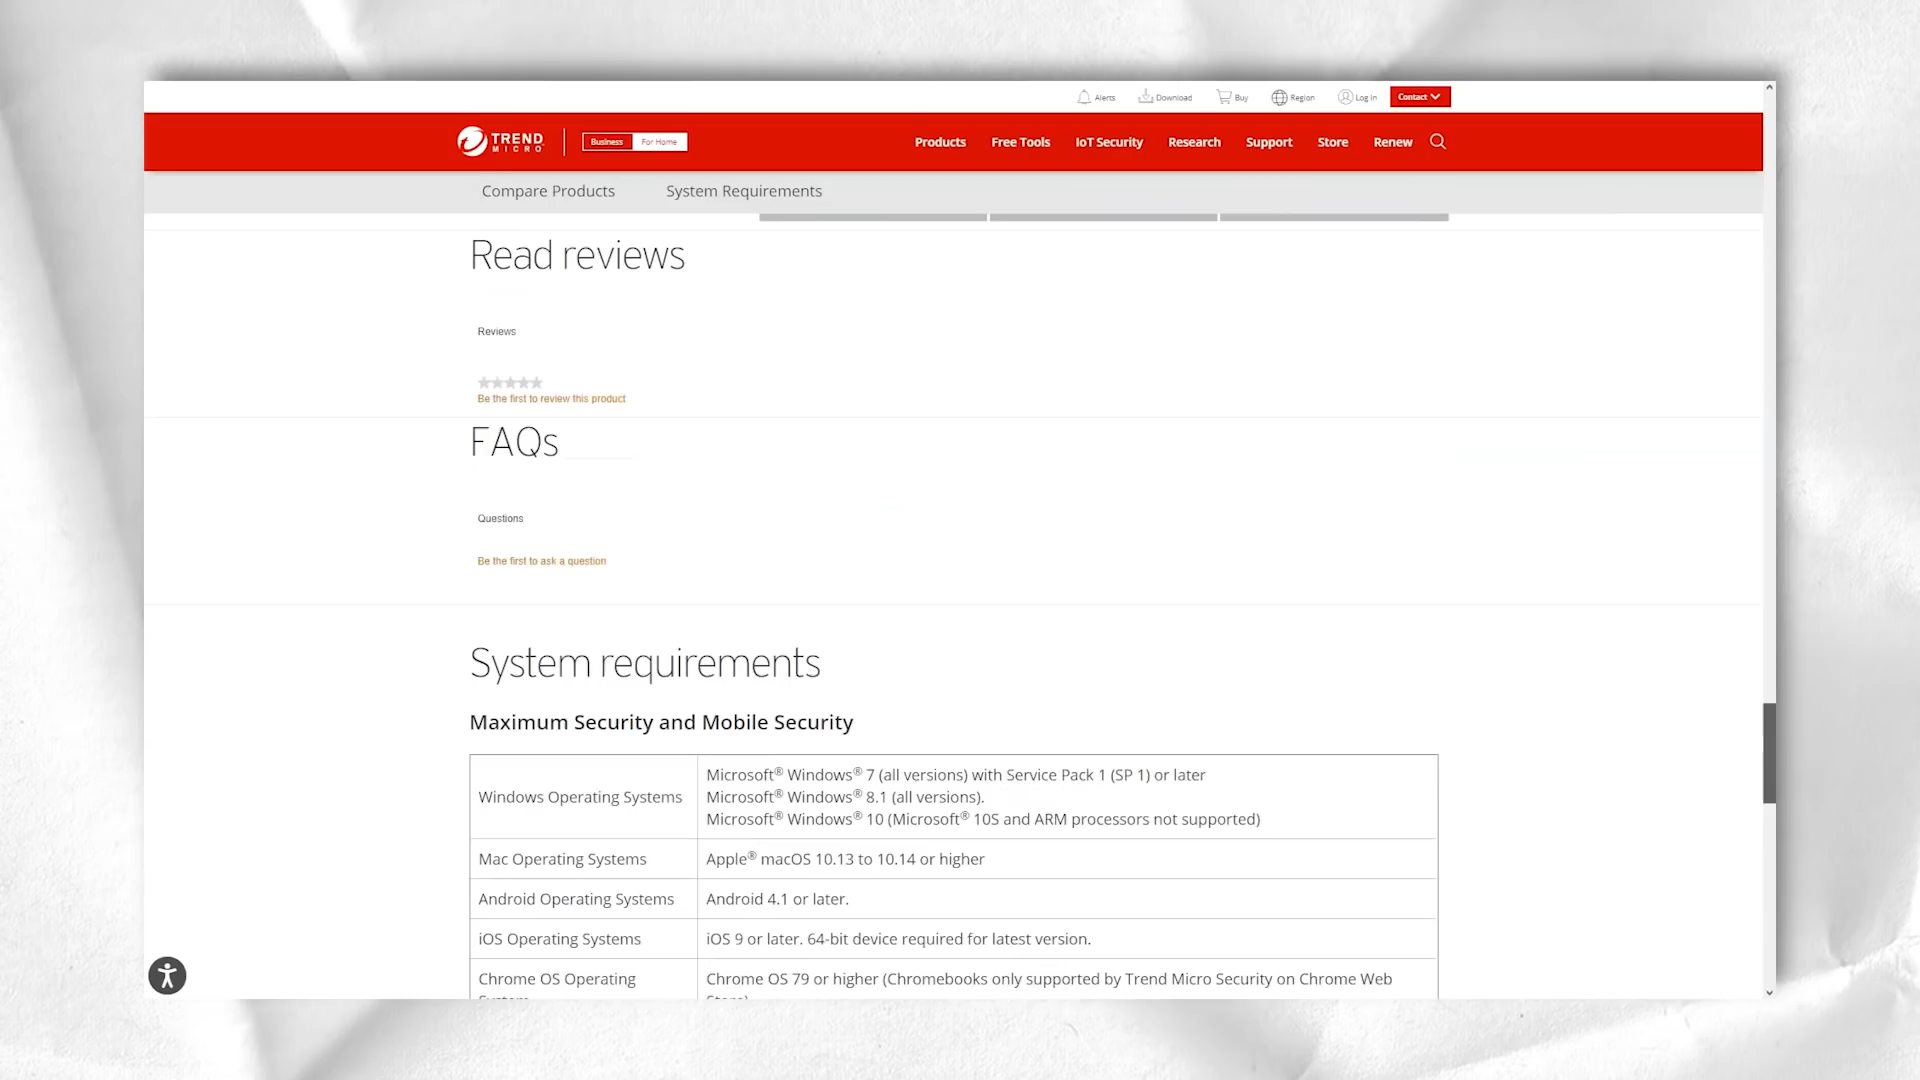 Alerts Download Buy Region Log In Contact
TREND MICRO Business For Home Products Free Tools IoT Security Research Support Store Renew
Compare Products System Requirements
Read reviews
Reviews
Be the first to review this product
FAQs
Questions
Be the first to ask a question
System requirements
Maximum Security and Mobile Security
Windows Operating Systems
Microsoft® Windows® 7 (all versions) with Service Pack 1 (SP 1) or later
Microsoft® Windows® 8.1 (all versions).
Microsoft® Windows® 10 (Microsoft® 10S and ARM processors not supported)
Mac Operating Systems Apple® macOS 10.13 to 10.14 or higher
Android Operating Systems Android 4.1 or later.
iOS Operating Systems iOS 9 or later. 64-bit device required for latest version.
Chrome OS Operating Chrome OS 79 or higher (Chromebooks only supported by Trend Micro Security on Chrome Web